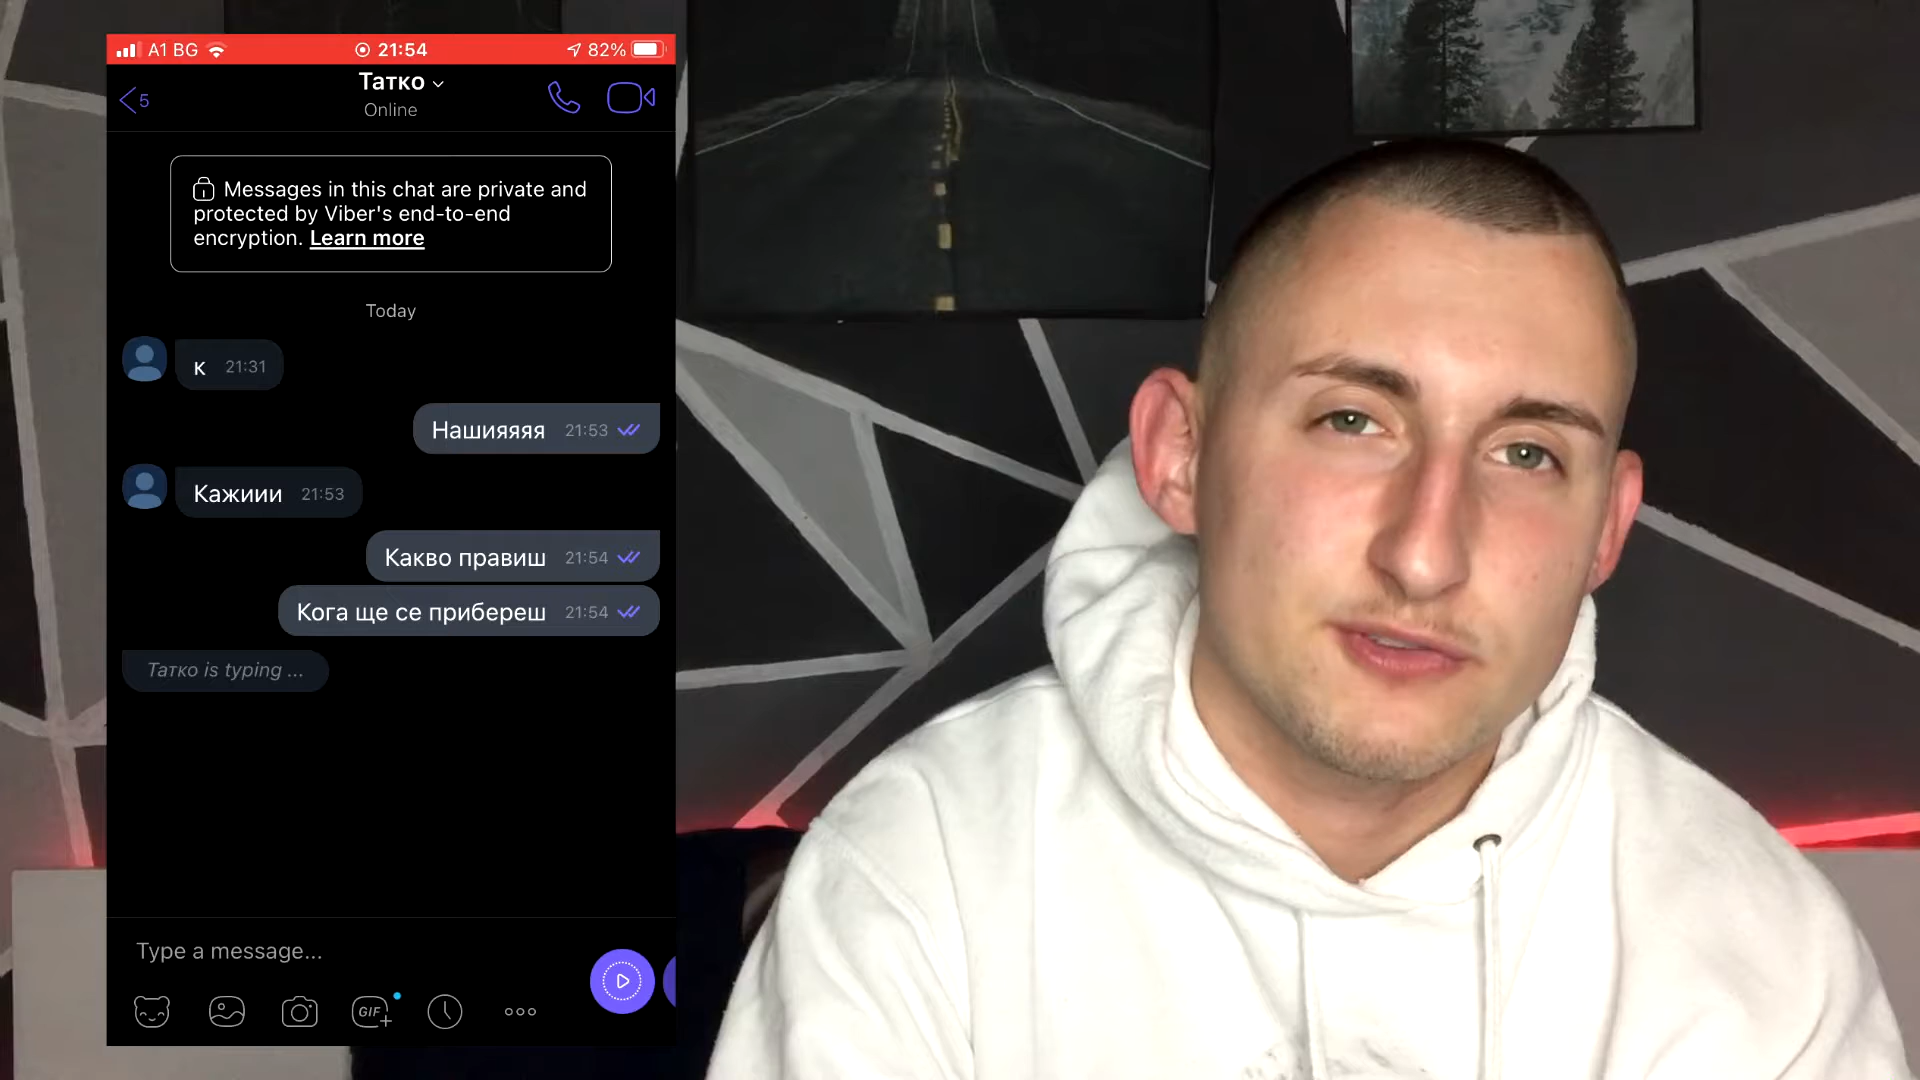 A1 BG 21:54 82%
5 Татко
Online
Messages in this chat are private and
protected by Viber's end-to-end
encryption. Learn more
Today
к 21:31
Нашияяяя 21:53
Кажиии 21:53
Какво правиш 21:54
Кога ще се прибереш 21:54
Татко is typing ...
Type a message...
GIF